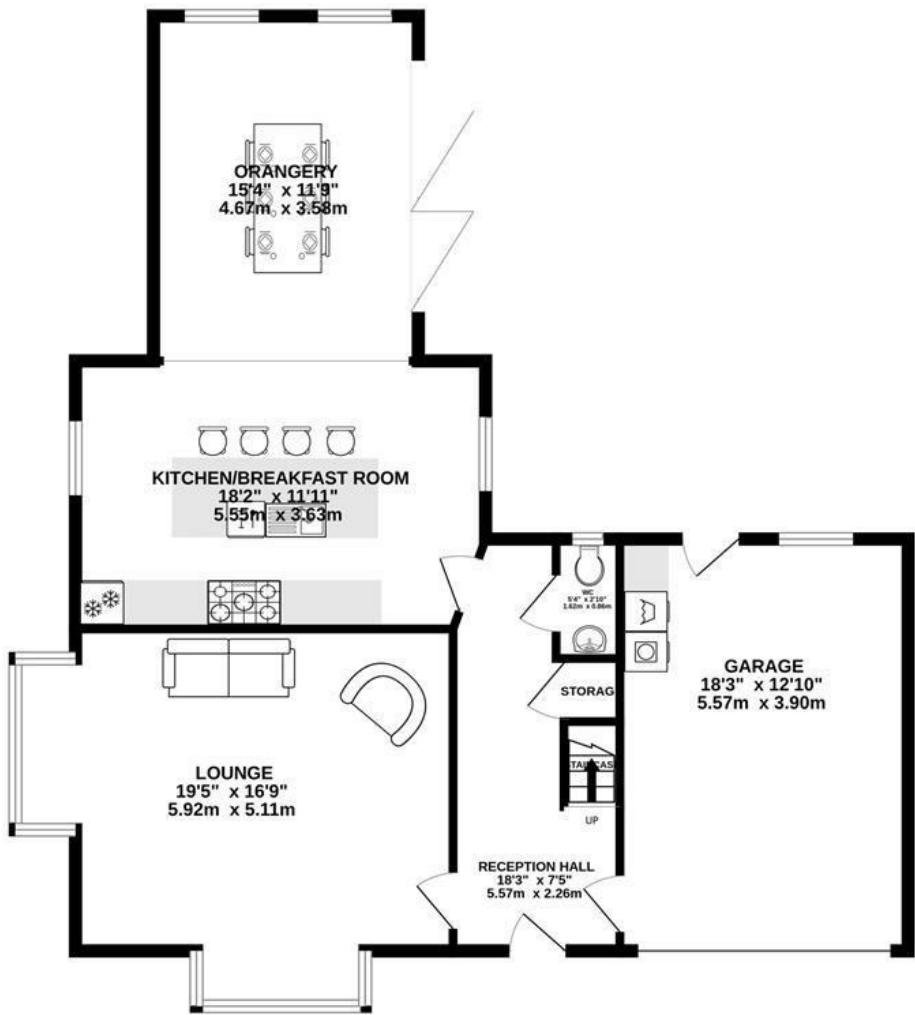 ORANGERY
15'4" x 11'9"
4.67m x 3.58m
KITCHEN/BREAKFAST ROOM
18'2" x 11'11"
5.55m x 3.63m
WC
5'4" x 2'10"
1.62m x 0.86m
STORAG
GARAGE
18'3" x 12'10"
5.57m x 3.90m
LOUNGE
19'5" x 16'9"
5.92m x 5.11m
TAIRCAS
UP
RECEPTION HALL
18'3" x 7'5"
5.57m x 2.26m